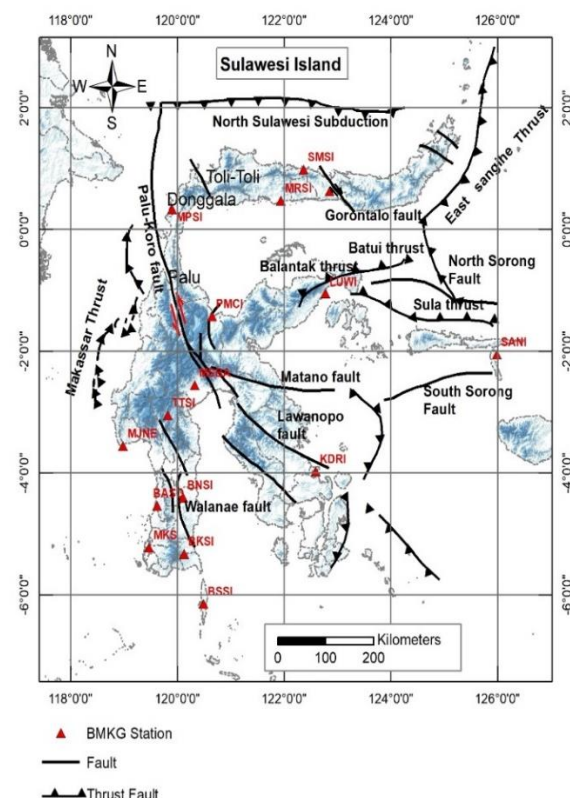 118°0'0" 120°0'0" 122°0'0" 124°0'0" 126°0'0"
N
W E
S
Sulawesi Island
2°0'0"
2°0'0"
North Sulawesi Subduction
East sangine Thrust
SMSI
Toli-Toli
MRSI
Donggala
MPSI
Gorontalo fault
0°0'0"
0°0'0"
Palu-Koro fault
Batui thrust
Balantak thrust
North Sorong
Fault
Palu
LUWI
PMCI
Sula thrust
Makassar Thrust
SANI
-2°0'0"
-2°0'0"
Matano fault
South Sorong
Fault
TTSI
Lawanopo
fault
MJNE
KDRI
-4°0'0"
-4°0'0"
BNSI
Walanae fault
MKS
BKSI
BSSI
-6°0'0"
-6°0'0"
Kilometers
0 100 200
118°0'0" 120°0'0" 122°0'0" 124°0'0" 126°0'0"
BMKG Station
Fault
Thrust Fault